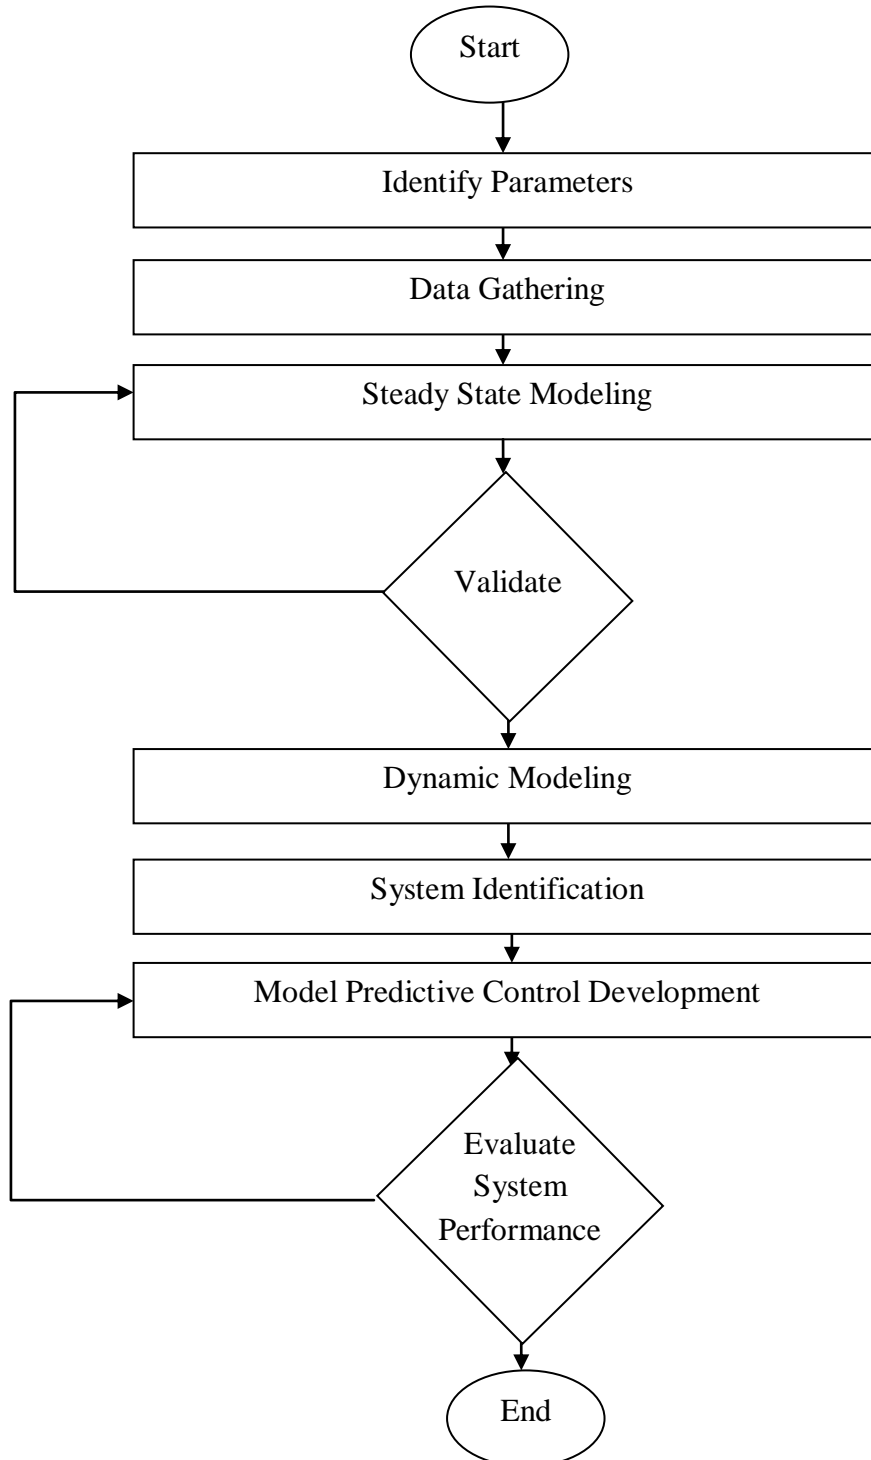 Start
Identify Parameters
Data Gathering
Steady State Modeling
Validate
Dynamic Modeling
System Identification
Model Predictive Control Development
Evaluate
System
Performance
End